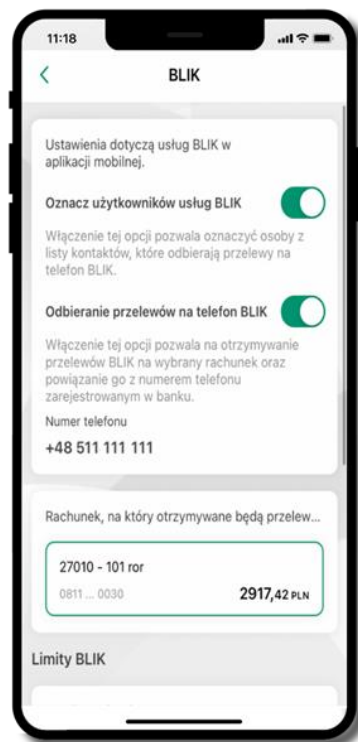 11:18
BLIK
Ustawienia dotyczą usług BLIK w
aplikacji mobilnej.
Oznacz użytkowników usług BLIK
Włączenie tej opcji pozwala oznaczyć osoby z
listy kontaktów, które odbierają przelewy na
telefon BLIK.
Odbieranie przelewów na telefon BLIK
Włączenie tej opcji pozwala na otrzymywanie
przelewów BLIK na wybrany rachunek oraz
powiązanie go z numerem telefonu
zarejestrowanym w banku.
Numer telefonu
+48 511 111 111
Rachunek, na który otrzymywane będą przelew...
27010 - 101 ror
0811 ... 0030 2917,42 PLN
Limity BLIK